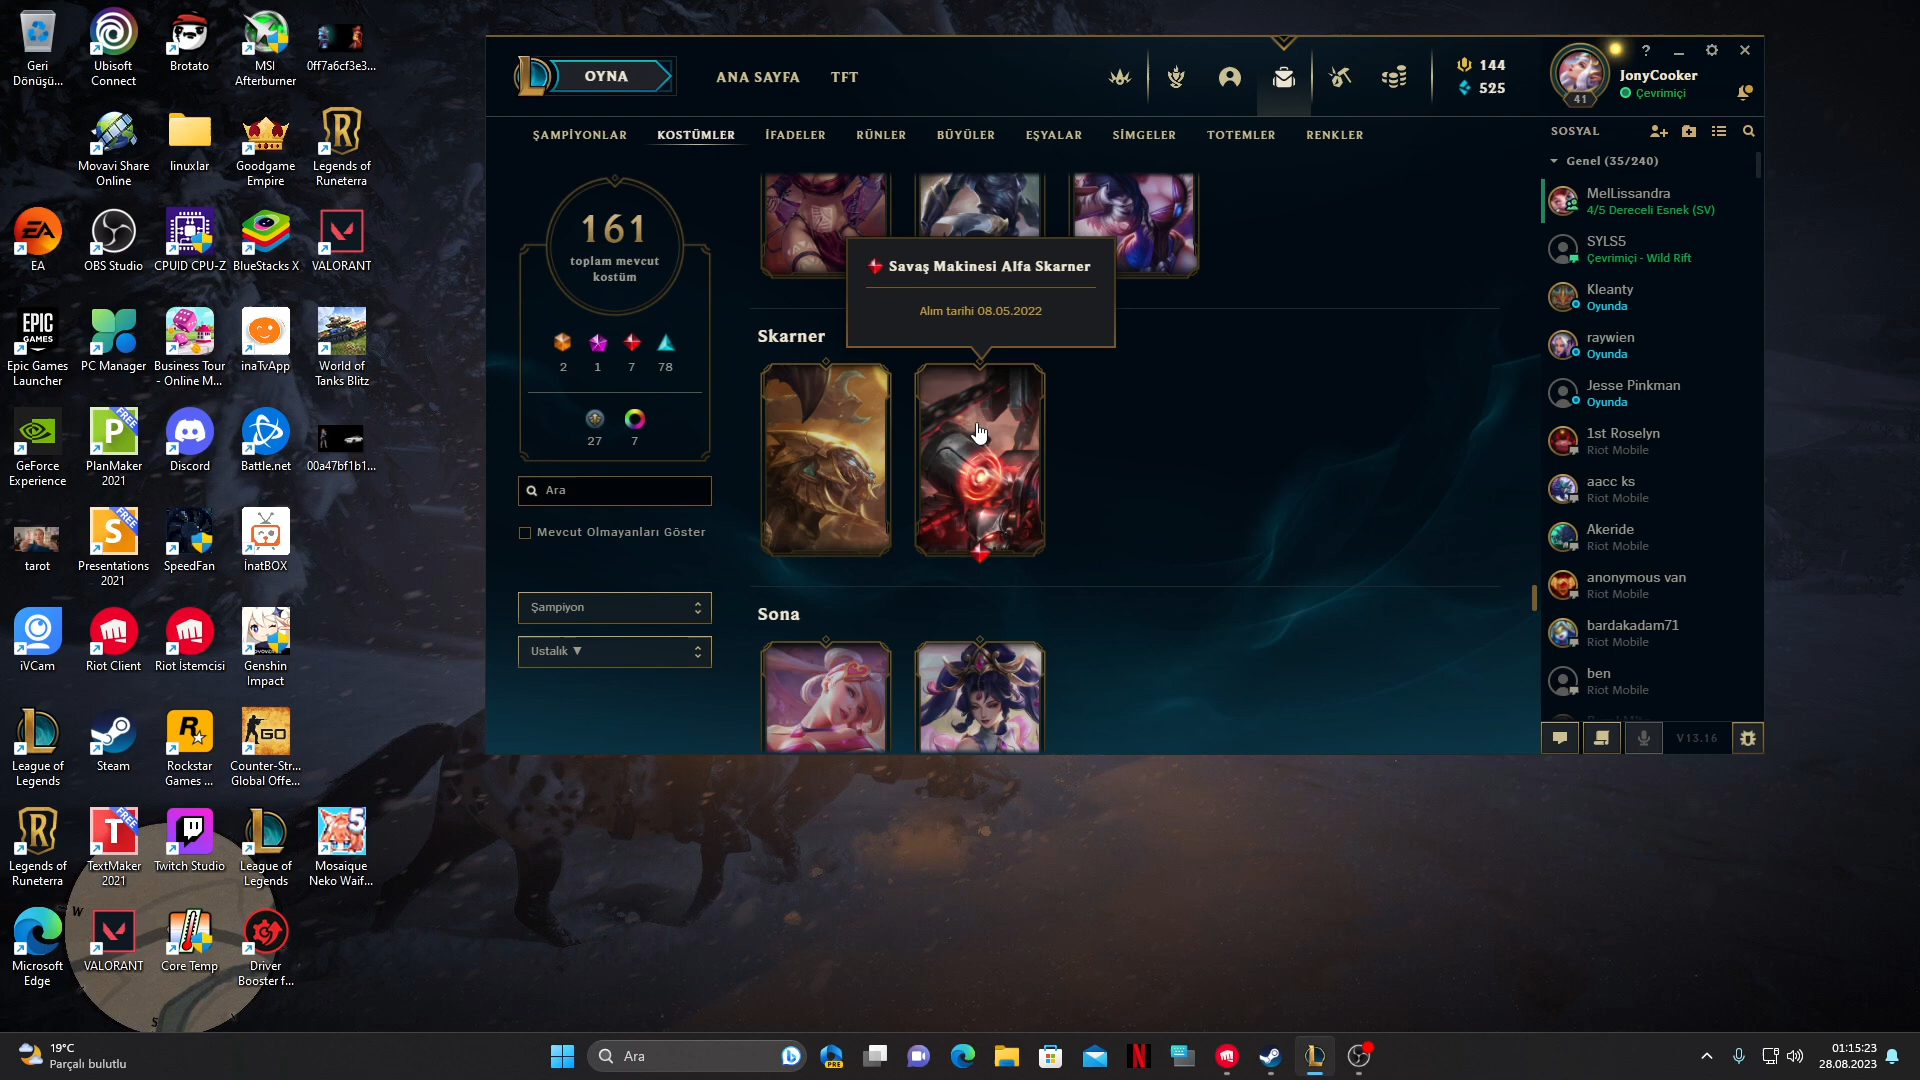 Geri
Dönüşü...
Ubisoft
Connect
Brotato
MSI
Afterburner
0ff7a6cf3e3...
Movavi Share
Online
linuxlar
Goodgame
Empire
Legends of
Runeterra
EA
OBS Studio
CPUID CPU-Z
BlueStacks X
VALORANT
Epic Games
Launcher
PC Manager
Business Tour
- Online M...
inaTvApp
World of
Tanks Blitz
GeForce
Experience
PlanMaker
2021
Discord
Battle.net
00a47bf1b1...
tarot
Presentations
2021
SpeedFan
İnatBOX
iVCam
Riot Client
Riot İstemcisi
Genshin
Impact
League of
Legends
Steam
Rockstar
Games ...
Counter-Str...
Global Offe...
Legends of
Runeterra
TextMaker
2021
Twitch Studio
League of
Legends
Mosaique
Neko Waif...
Microsoft
Edge
VALORANT
Core Temp
Driver
Booster f...
OYNA
ANA SAYFA
TFT
144
525
41
JonyCooker
Çevrimiçi
ŞAMPİYONLAR
KOSTÜMLER
İFADELER
RÜNLER
BÜYÜLER
EŞYALAR
SİMGELER
TOTEMLER
RENKLER
161
toplam mevcut
kostüm
2
1
7
78
27
7
Ara
Mevcut Olmayanları Göster
Şampiyon
Ustalık ▼
Savaş Makinesi Alfa Skarner
Alım tarihi 08.05.2022
Skarner
Sona
SOSYAL
Genel (35/240)
MelLissandra
4/5 Dereceli Esnek (SV)
SYLS5
Çevrimiçi - Wild Rift
Kleanty
Oyunda
raywien
Oyunda
Jesse Pinkman
Oyunda
1st Roselyn
Riot Mobile
aacc ks
Riot Mobile
Akeride
Riot Mobile
anonymous van
Riot Mobile
bardakadam71
Riot Mobile
ben
Riot Mobile
V13.16
19°C
Parçalı bulutlu
Ara
01:15:23
28.08.2023